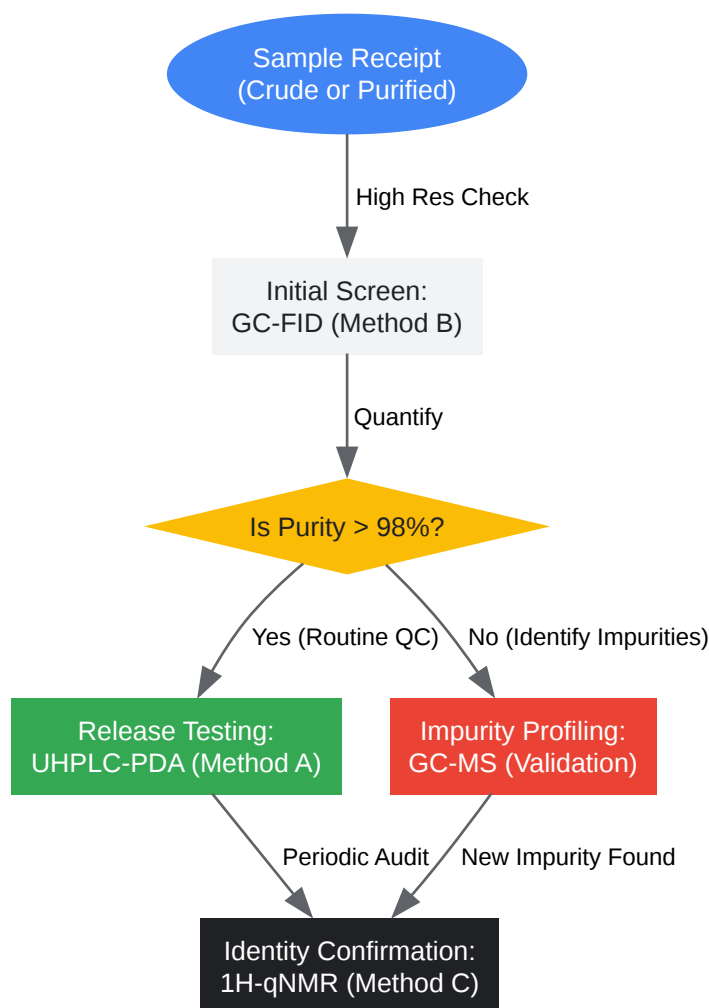 Sample Receipt
(Crude or Purified)
High Res Check
Initial Screen:
GC-FID (Method B)
Quantify
Is Purity > 98%?
Yes (Routine QC)
No (Identify Impurities)
Release Testing:
UHPLC-PDA (Method A)
Impurity Profiling:
GC-MS (Validation)
Periodic Audit
New Impurity Found
Identity Confirmation:
1H-qNMR (Method C)